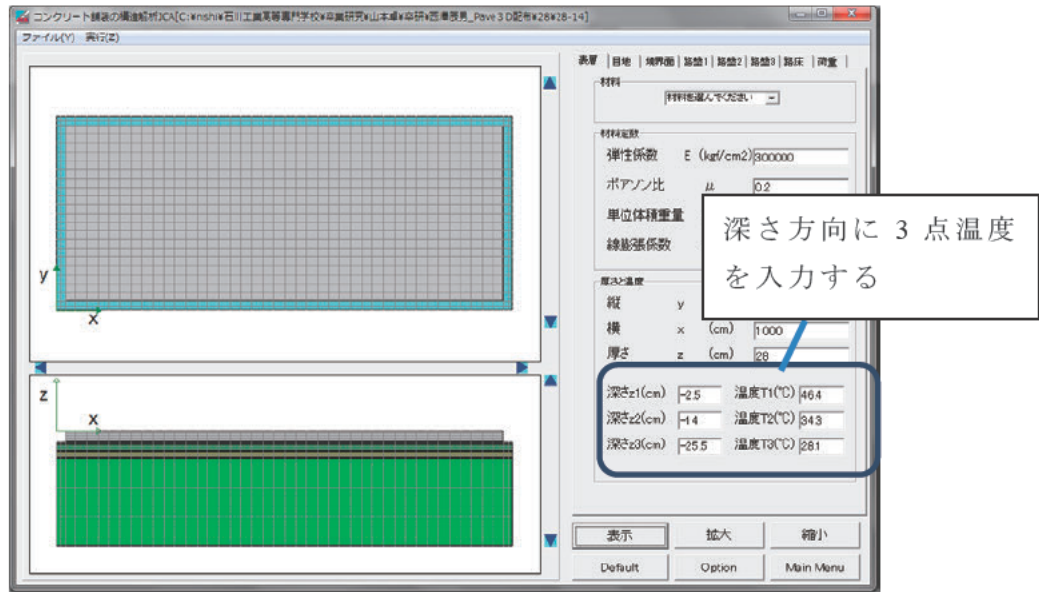 コンクリート舗装の構造解析JCA[C:¥nishi¥石川工業高等専門学校¥卒業研究¥山本卓¥卒研¥西澤辰男_Pave3D配布¥28¥28-14]
ファイル(Y) 実行(Z)
表層 目地 境界面 路盤1 路盤2 路盤3 路床 荷重
材料
材料を選んでください
材料定数
弾性係数 E (kgf/cm2) 300000
ポアソン比 μ 0.2
単位体積重量
線膨張係数
深さ方向に 3 点温度
を入力する
厚さと温度
縦 y
横 x (cm) 1000
厚さ z (cm) 28
深さz1(cm) -2.5 温度T1(℃) 46.4
深さz2(cm) -14 温度T2(℃) 34.3
深さz3(cm) -25.5 温度T3(℃) 28.1
y
x
z
x
表示 拡大 縮小
Default Option Main Menu